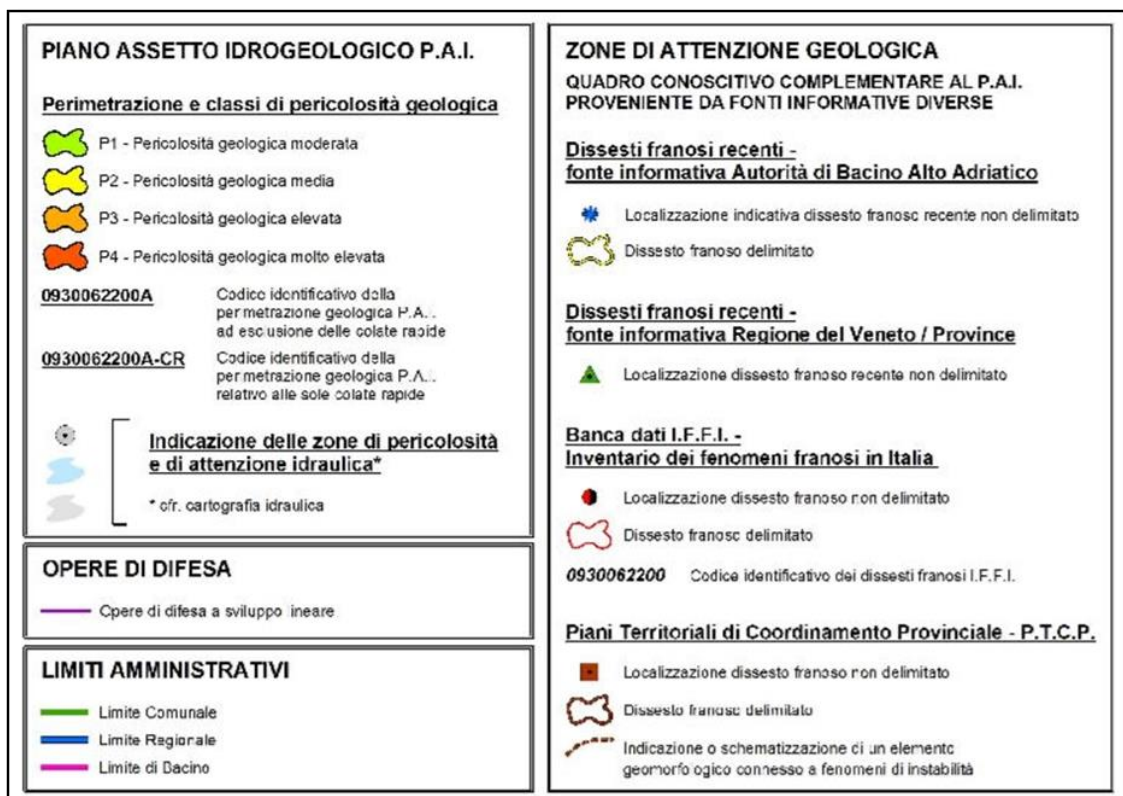 PIANO ASSETTO IDROGEOLOGICO P.A.I.
Perimetrazione e classi di pericolosità geologica
P1 - Pericolosità geologica moderata
P2 - Pericolosità geologica media
P3 - Pericolosità geologica elevata
P4 - Pericolosità geologica molto elevata
0930062200A Codice identificativo della
perimetrazione geologica P.A.I.
ad esclusione delle colate rapide
0930062200A-CR Codice identificativo della
perimetrazione geologica P.A.I.
relativo alle sole colate rapide
Indicazione delle zone di pericolosità
e di attenzione idraulica*
* cfr. cartografia idraulica
OPERE DI DIFESA
Opere di difesa a sviluppo lineare
LIMITI AMMINISTRATIVI
Limite Comunale
Limite Regionale
Limite di Bacino
ZONE DI ATTENZIONE GEOLOGICA
QUADRO CONOSCITIVO COMPLEMENTARE AL P.A.I.
PROVENIENTE DA FONTI INFORMATIVE DIVERSE
Dissesti franosi recenti -
fonte informativa Autorità di Bacino Alto Adriatico
Localizzazione indicativa dissesto franoso recente non delimitato
Dissesto franoso delimitato
Dissesti franosi recenti -
fonte informativa Regione del Veneto / Province
Localizzazione dissesto franoso recente non delimitato
Banca dati I.F.F.I. -
Inventario dei fenomeni franosi in Italia
Localizzazione dissesto franoso non delimitato
Dissesto franoso delimitato
0930062200 Codice identificativo dei dissesti franosi I.F.F.I.
Piani Territoriali di Coordinamento Provinciale - P.T.C.P.
Localizzazione dissesto franoso non delimitato
Dissesto franoso delimitato
Indicazione o schematizzazione di un elemento
geomorfologico connesso a fenomeni di instabilità